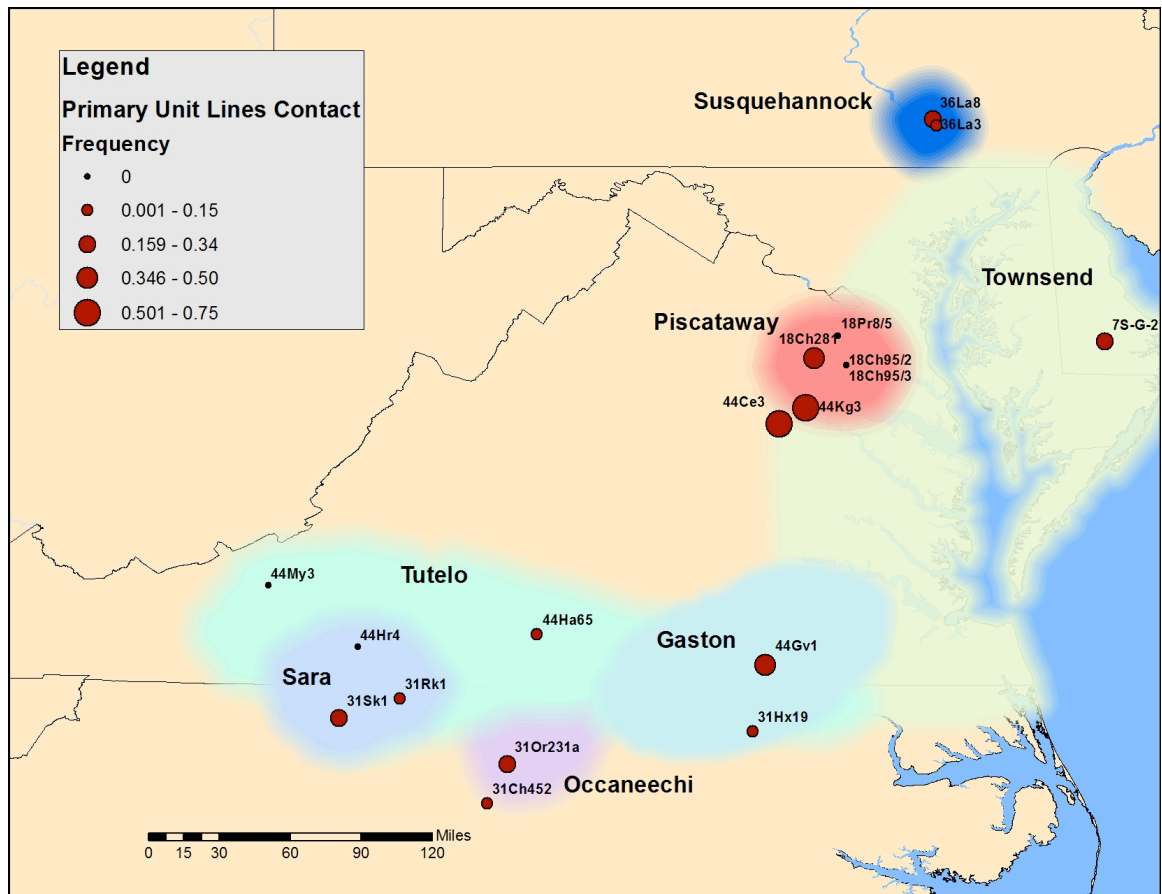 Legend
Primary Unit Lines Contact
Frequency
0
0.001 - 0.15
0.159 - 0.34
0.346 - 0.50
0.501 - 0.75
Susquehannock
36La8
36La3
Townsend
7S-G-2
Piscataway
18Pr8/5
18Ch281
18Ch95/2
18Ch95/3
44Ce3
44Kg3
44My3
Tutelo
44Hr4
44Ha65
Gaston
44Gv1
Sara
31Rk1
31Sk1
31Hx19
31Or231a
Occaneechi
31Ch452
Miles
0 15 30 60 90 120